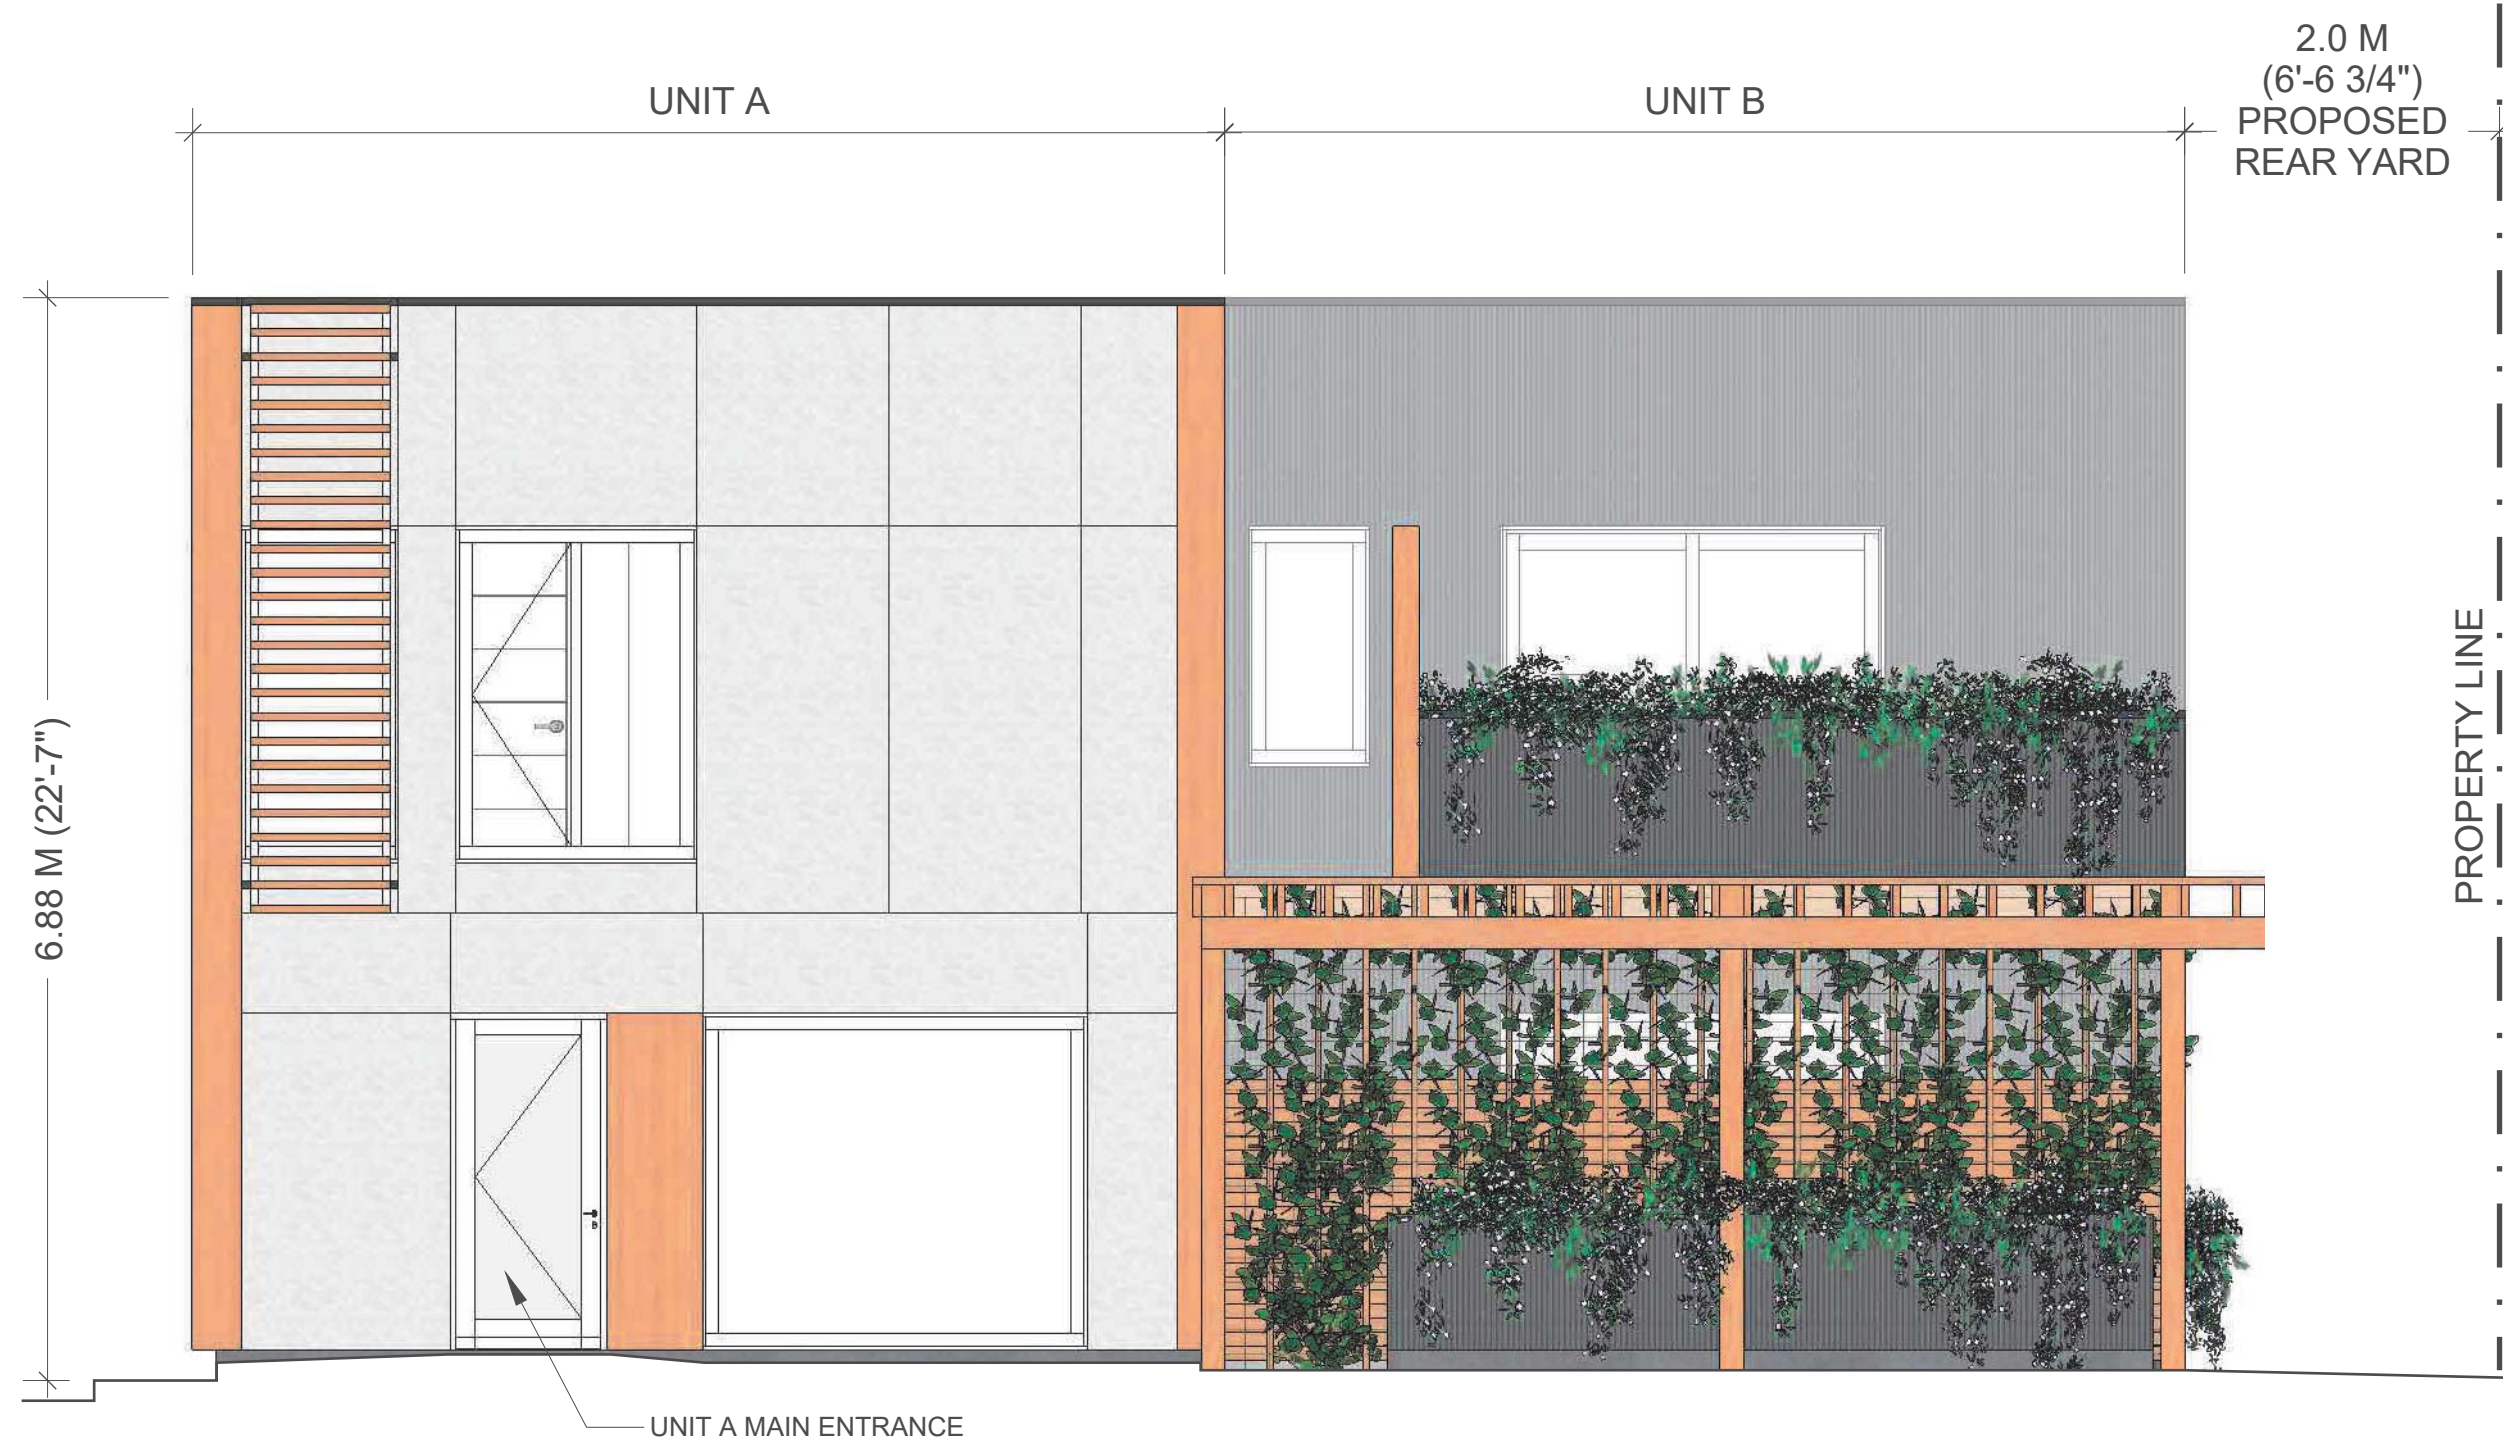 UNIT A
UNIT B
2.0 M
(6'-6 3/4")
PROPOSED
REAR YARD
6.88 M (22'-7")
PROPERTY LINE
UNIT A MAIN ENTRANCE